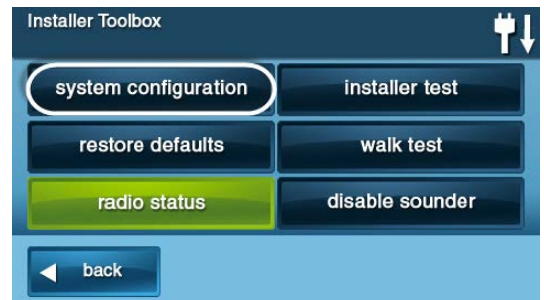 Installer Toolbox
system configuration
installer test
restore defaults
walk test
radio status
disable sounder
back